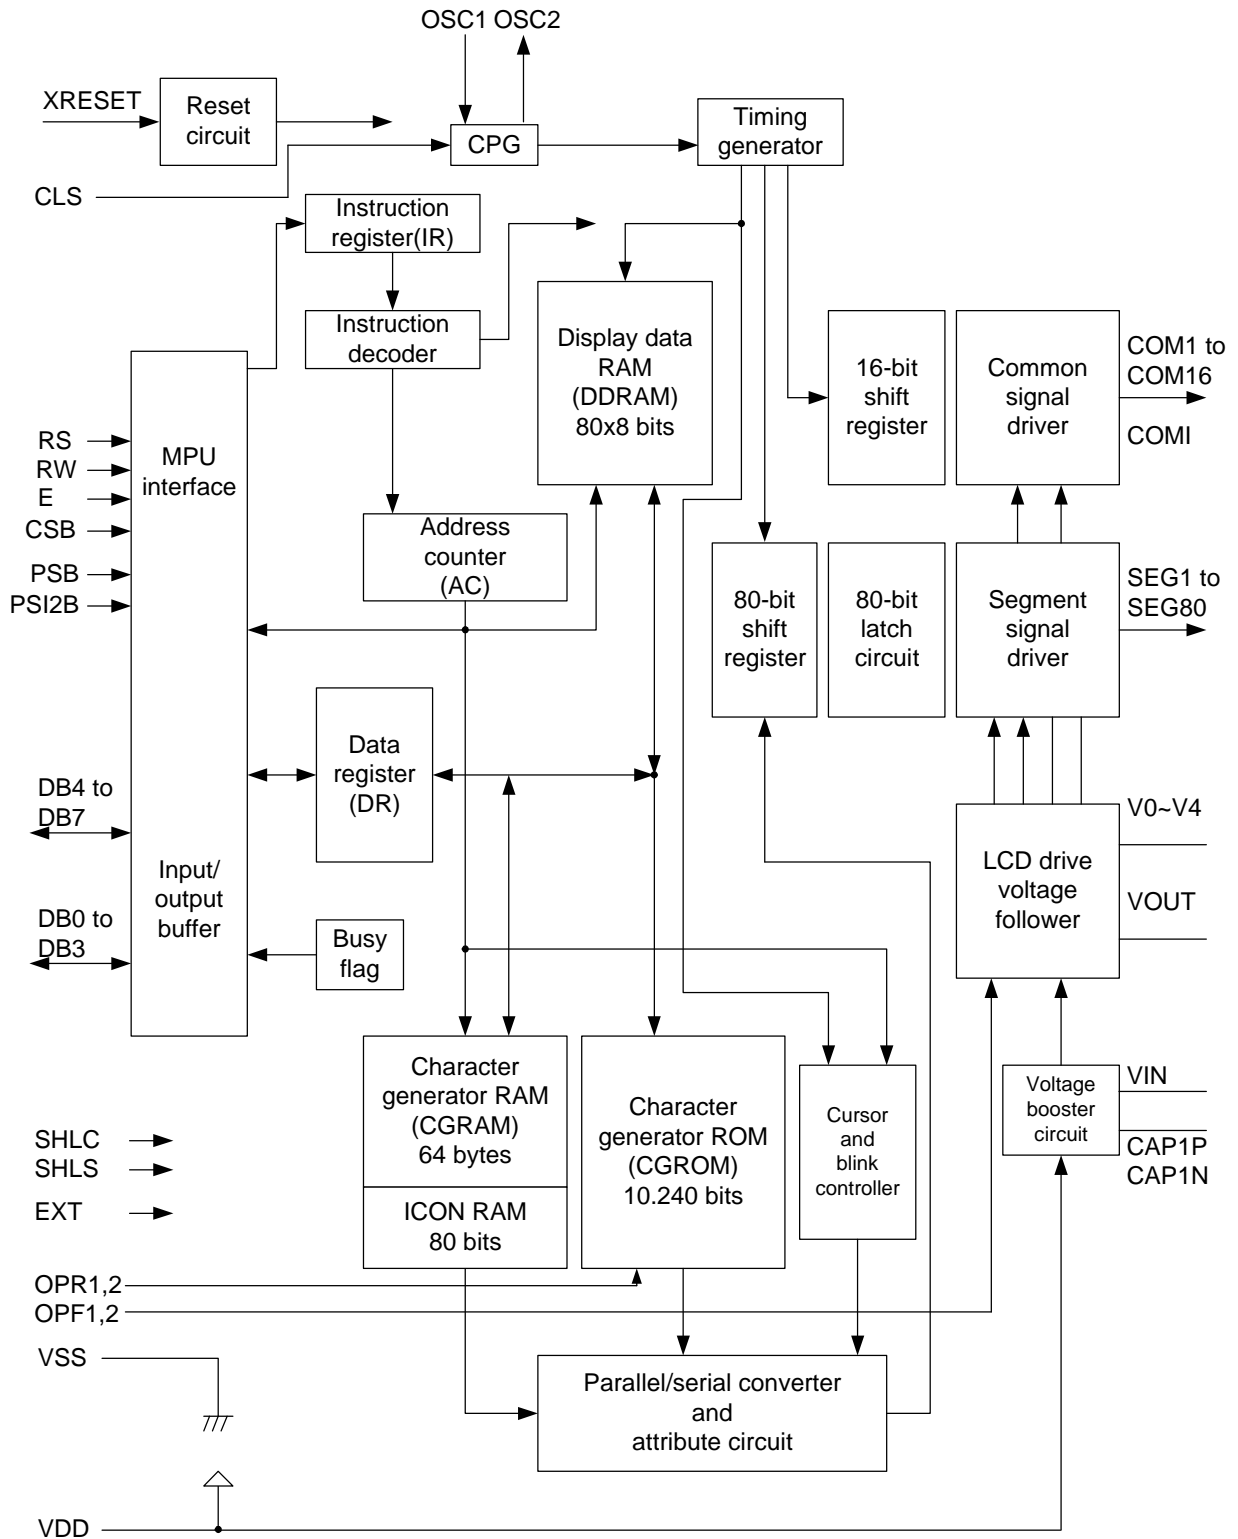 OSC1 OSC2
XRESET
Reset
circuit
CPG
Timing
generator
CLS
Instruction
register(IR)
Instruction
decoder
Display data
RAM
(DDRAM)
80x8 bits
16-bit
shift
register
Common
signal
driver
COM1 to
COM16
COMI
RS
RW
E
CSB
PSB
PSI2B
MPU
interface
Address
counter
(AC)
80-bit
shift
register
80-bit
latch
circuit
Segment
signal
driver
SEG1 to
SEG80
Data
register
(DR)
DB4 to
DB7
Input/
output
buffer
DB0 to
DB3
Busy
flag
LCD drive
voltage
follower
V0~V4
VOUT
Character
generator RAM
(CGRAM)
64 bytes
ICON RAM
80 bits
Character
generator ROM
(CGROM)
10.240 bits
Cursor
and
blink
controller
Voltage
booster
circuit
VIN
CAP1P
CAP1N
SHLC
SHLS
EXT
OPR1,2
OPF1,2
VSS
Parallel/serial converter
and
attribute circuit
VDD